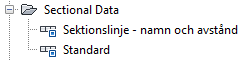 Sectional Data
Sektionslinje - namn och avstånd
Standard